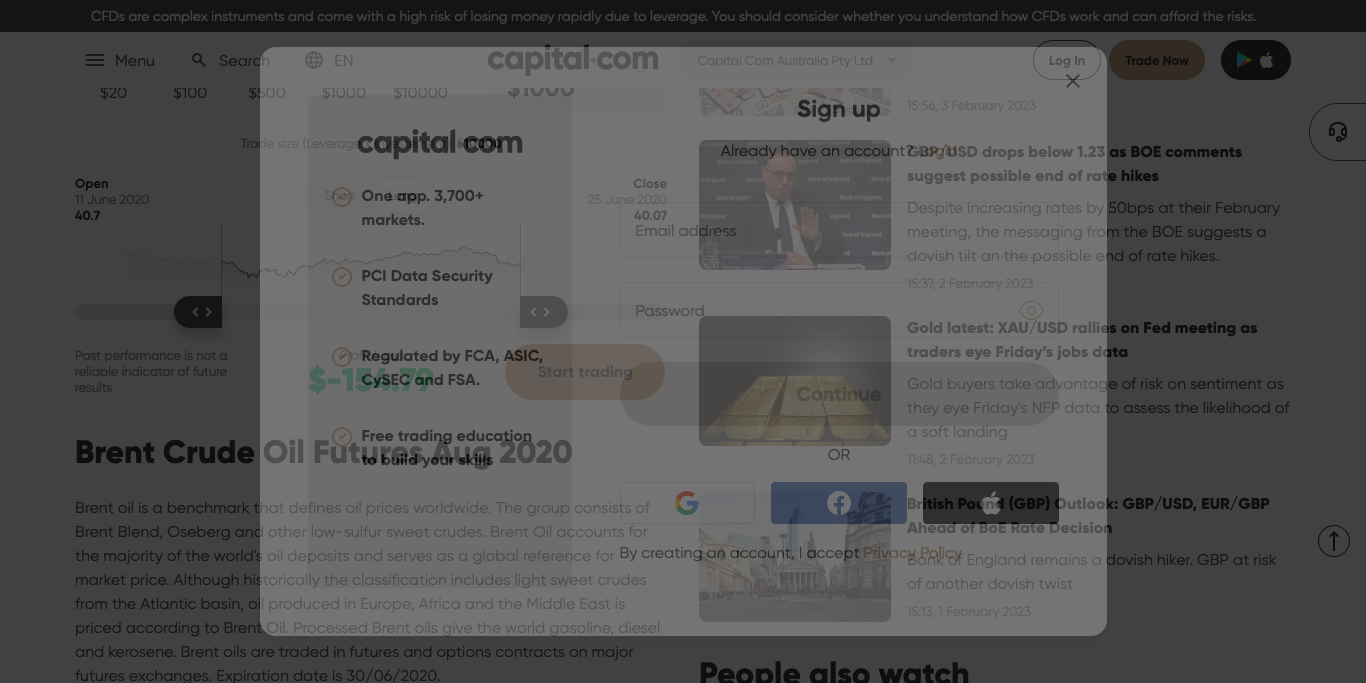 CFDs are complex instruments and come with a high risk of losing money rapidly due to leverage. You should consider whether you understand how CFDs work and can afford the risks.
Menu
Search
EN
capital.com
Capital Com Australia Pty Ltd
Log In
Trade Now
$20
$100
$500
$1000
$10000
$1000
Open
11 June 2020
40.7
Close
25 June 2020
40.07
Past performance is not a
reliable indicator of future
results
$-154.79
Start trading
Brent Crude Oil Futures Aug 2020
Brent oil is a benchmark that defines oil prices worldwide. The group consists of
Brent Blend, Oseberg and other low-sulfur sweet crudes. Brent Oil accounts for
the majority of the world's oil deposits and serves as a global reference for
market price. Although historically the classification includes light sweet crudes
from the Atlantic basin, oil produced in Europe, Africa and the Middle East is
priced according to Brent Oil. Processed Brent oils give the world gasoline, diesel
and kerosene. Brent oils are traded in futures and options contracts on major
futures exchanges. Expiration date is 30/06/2020.
capital.com
One app. 3,700+
markets.
PCI Data Security
Standards
Regulated by FCA, ASIC,
CySEC and FSA.
Free trading education
to build your skills
Sign up
Already have an account? Login
Email address
Password
Continue
OR
By creating an account, I accept Privacy Policy
15:56, 3 February 2023
GBP/USD drops below 1.23 as BOE comments
suggest possible end of rate hikes
Despite increasing rates by 50bps at their February
meeting, the messaging from the BOE suggests a
dovish tilt an the possible end of rate hikes.
15:37, 2 February 2023
Gold latest: XAU/USD rallies on Fed meeting as
traders eye Friday's jobs data
Gold buyers take advantage of risk on sentiment as
they eye Friday's NFP data to assess the likelihood of
a soft landing
11:48, 2 February 2023
British Pound (GBP) Outlook: GBP/USD, EUR/GBP
Ahead of BoE Rate Decision
Bank of England remains a dovish hiker. GBP at risk
of another dovish twist
15:13, 1 February 2023
People also watch